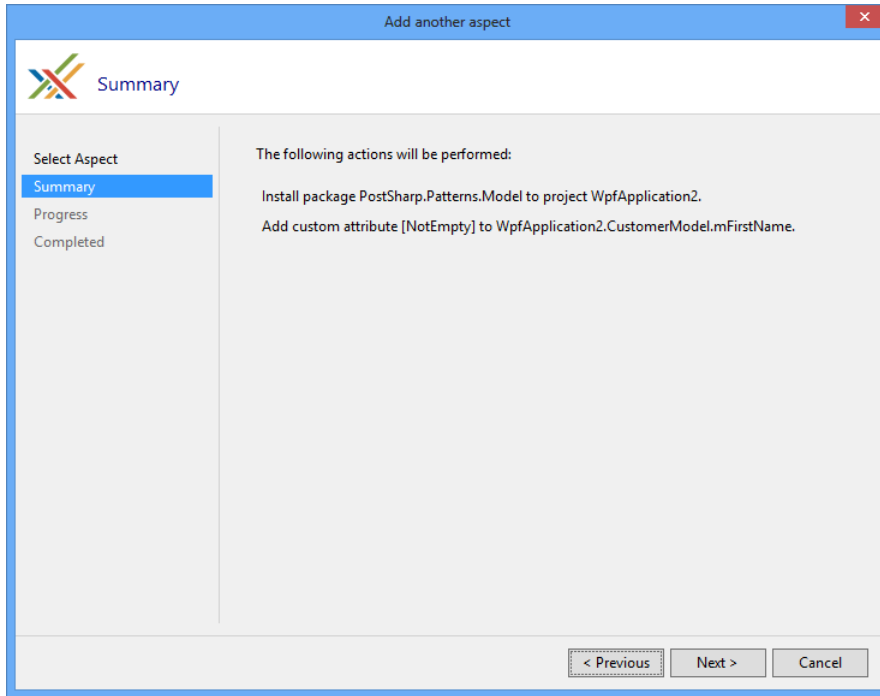 Add another aspect
Summary
Select Aspect
Summary
Progress
Completed
The following actions will be performed:
Install package PostSharp.Patterns.Model to project WpfApplication2.
Add custom attribute [NotEmpty] to WpfApplication2.CustomerModel.mFirstName.
< Previous
Next >
Cancel